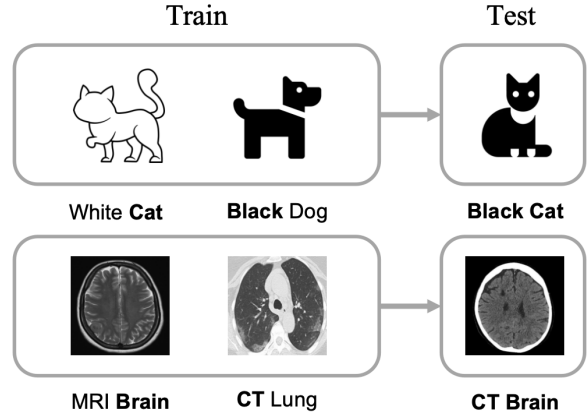 Train
Test
White Cat
Black Dog
Black Cat
MRI Brain
CT Lung
CT Brain